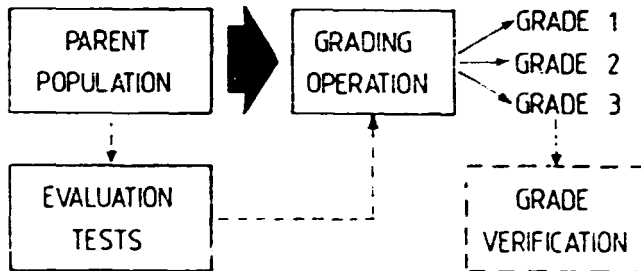 PARENT
POPULATION
GRADING
OPERATION
GRADE 1
GRADE 2
GRADE 3
EVALUATION
TESTS
GRADE
VERIFICATION